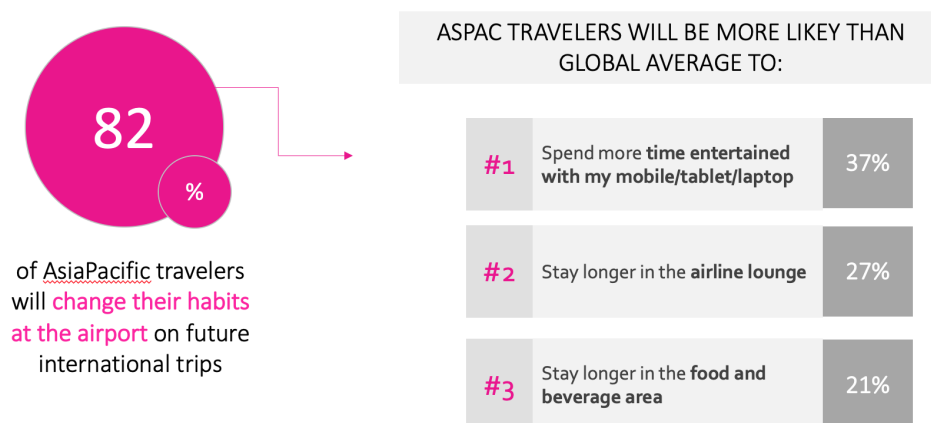 82
%
of AsiaPacific travelers
will change their habits
at the airport on future
international trips
ASPAC TRAVELERS WILL BE MORE LIKEY THAN
GLOBAL AVERAGE TO:
#1
Spend more time entertained
with my mobile/tablet/laptop
37%
#2
Stay longer in the airline lounge
27%
#3
Stay longer in the food and
beverage area
21%